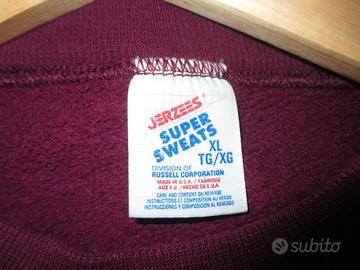 JERZEES®
SUPER
SWEATS
XL
TG/XG
DIVISION OF
RUSSELL CORPORATION
MADE IN U.S.A. / FABRIQUE
AUX E.U. / HECHO EN E.U.A.
CARE AND CONTENT ON REVERSE
INSTRUCTIONS ET COMPOSITION AU VERSO
INSTRUCCIONES Y COMPOSICION AL REVERSO
subito